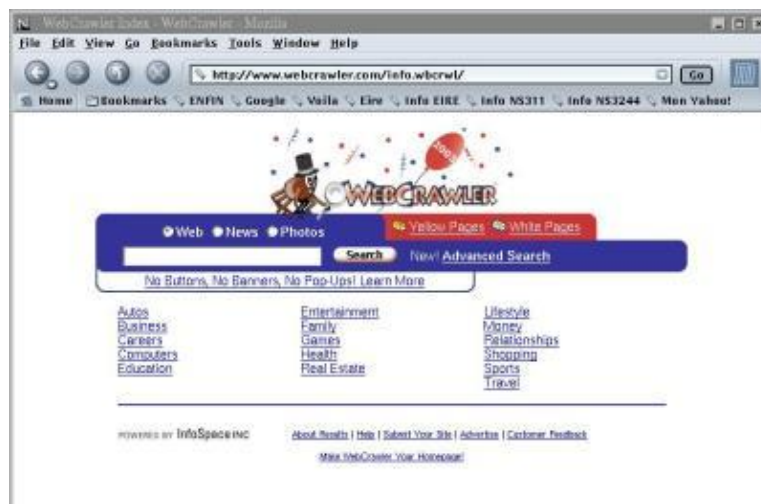 WebCrawler Index - WebCrawler - Mozilla
File Edit View Go Bookmarks Tools Window Help
http://www.webcrawler.com/info.wbcrwl/ Go
Home Bookmarks ENFIN Google Voila Eire Info EIRE Info NS311 Info NS3244 Mon Yahoo!
2003
WEBCRAWLER
Web News Photos Yellow Pages White Pages
Search New! Advanced Search
No Buttons, No Banners, No Pop-Ups! Learn More
Autos Entertainment Lifestyle
Business Family Money
Careers Games Relationships
Computers Health Shopping
Education Real Estate Sports
Travel
POWERED BY InfoSpace INC About Results | Help | Submit Your Site | Advertise | Customer Feedback
Make WebCrawler Your Homepage!